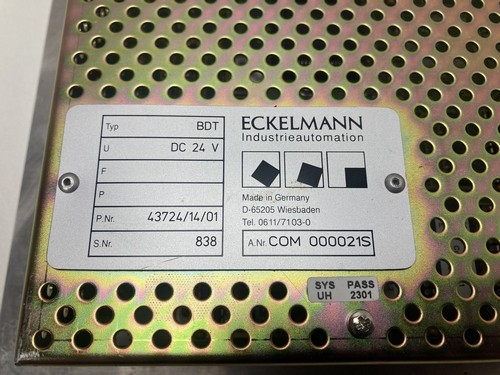 Typ BDT
U DC 24 V
F
P
P.Nr. 43724/14/01
S.Nr. 838
ECKELMANN
Industrieautomation
Made in Germany
D-65205 Wiesbaden
Tel. 0611/7103-0
A.Nr. COM 000021S
SYS PASS
UH 2301